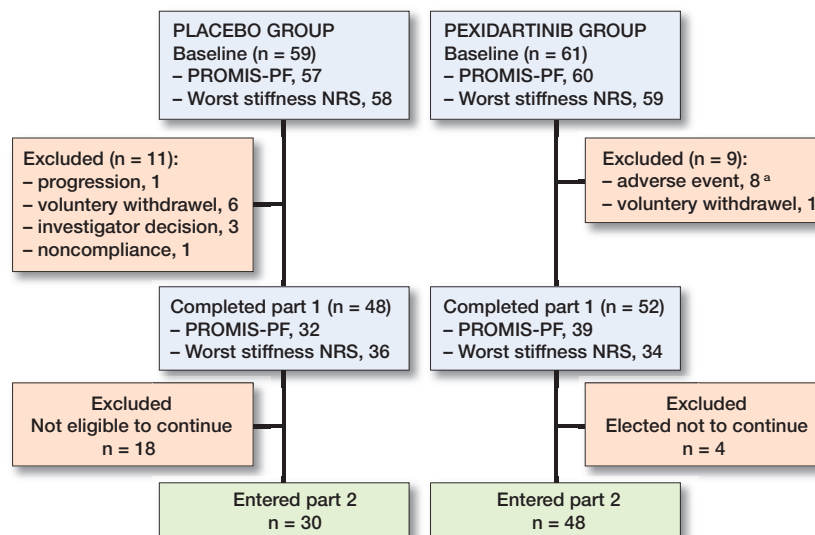 PLACEBO GROUP
Baseline (n = 59)
– PROMIS-PF, 57
– Worst stiffness NRS, 58
PEXIDARTINIB GROUP
Baseline (n = 61)
– PROMIS-PF, 60
– Worst stiffness NRS, 59
Excluded (n = 11):
– progression, 1
– voluntery withdrawel, 6
– investigator decision, 3
– noncompliance, 1
Excluded (n = 9):
– adverse event, 8 a
– voluntery withdrawel, 1
Completed part 1 (n = 48)
– PROMIS-PF, 32
– Worst stiffness NRS, 36
Completed part 1 (n = 52)
– PROMIS-PF, 39
– Worst stiffness NRS, 34
Excluded
Not eligible to continue
n = 18
Excluded
Elected not to continue
n = 4
Entered part 2
n = 30
Entered part 2
n = 48